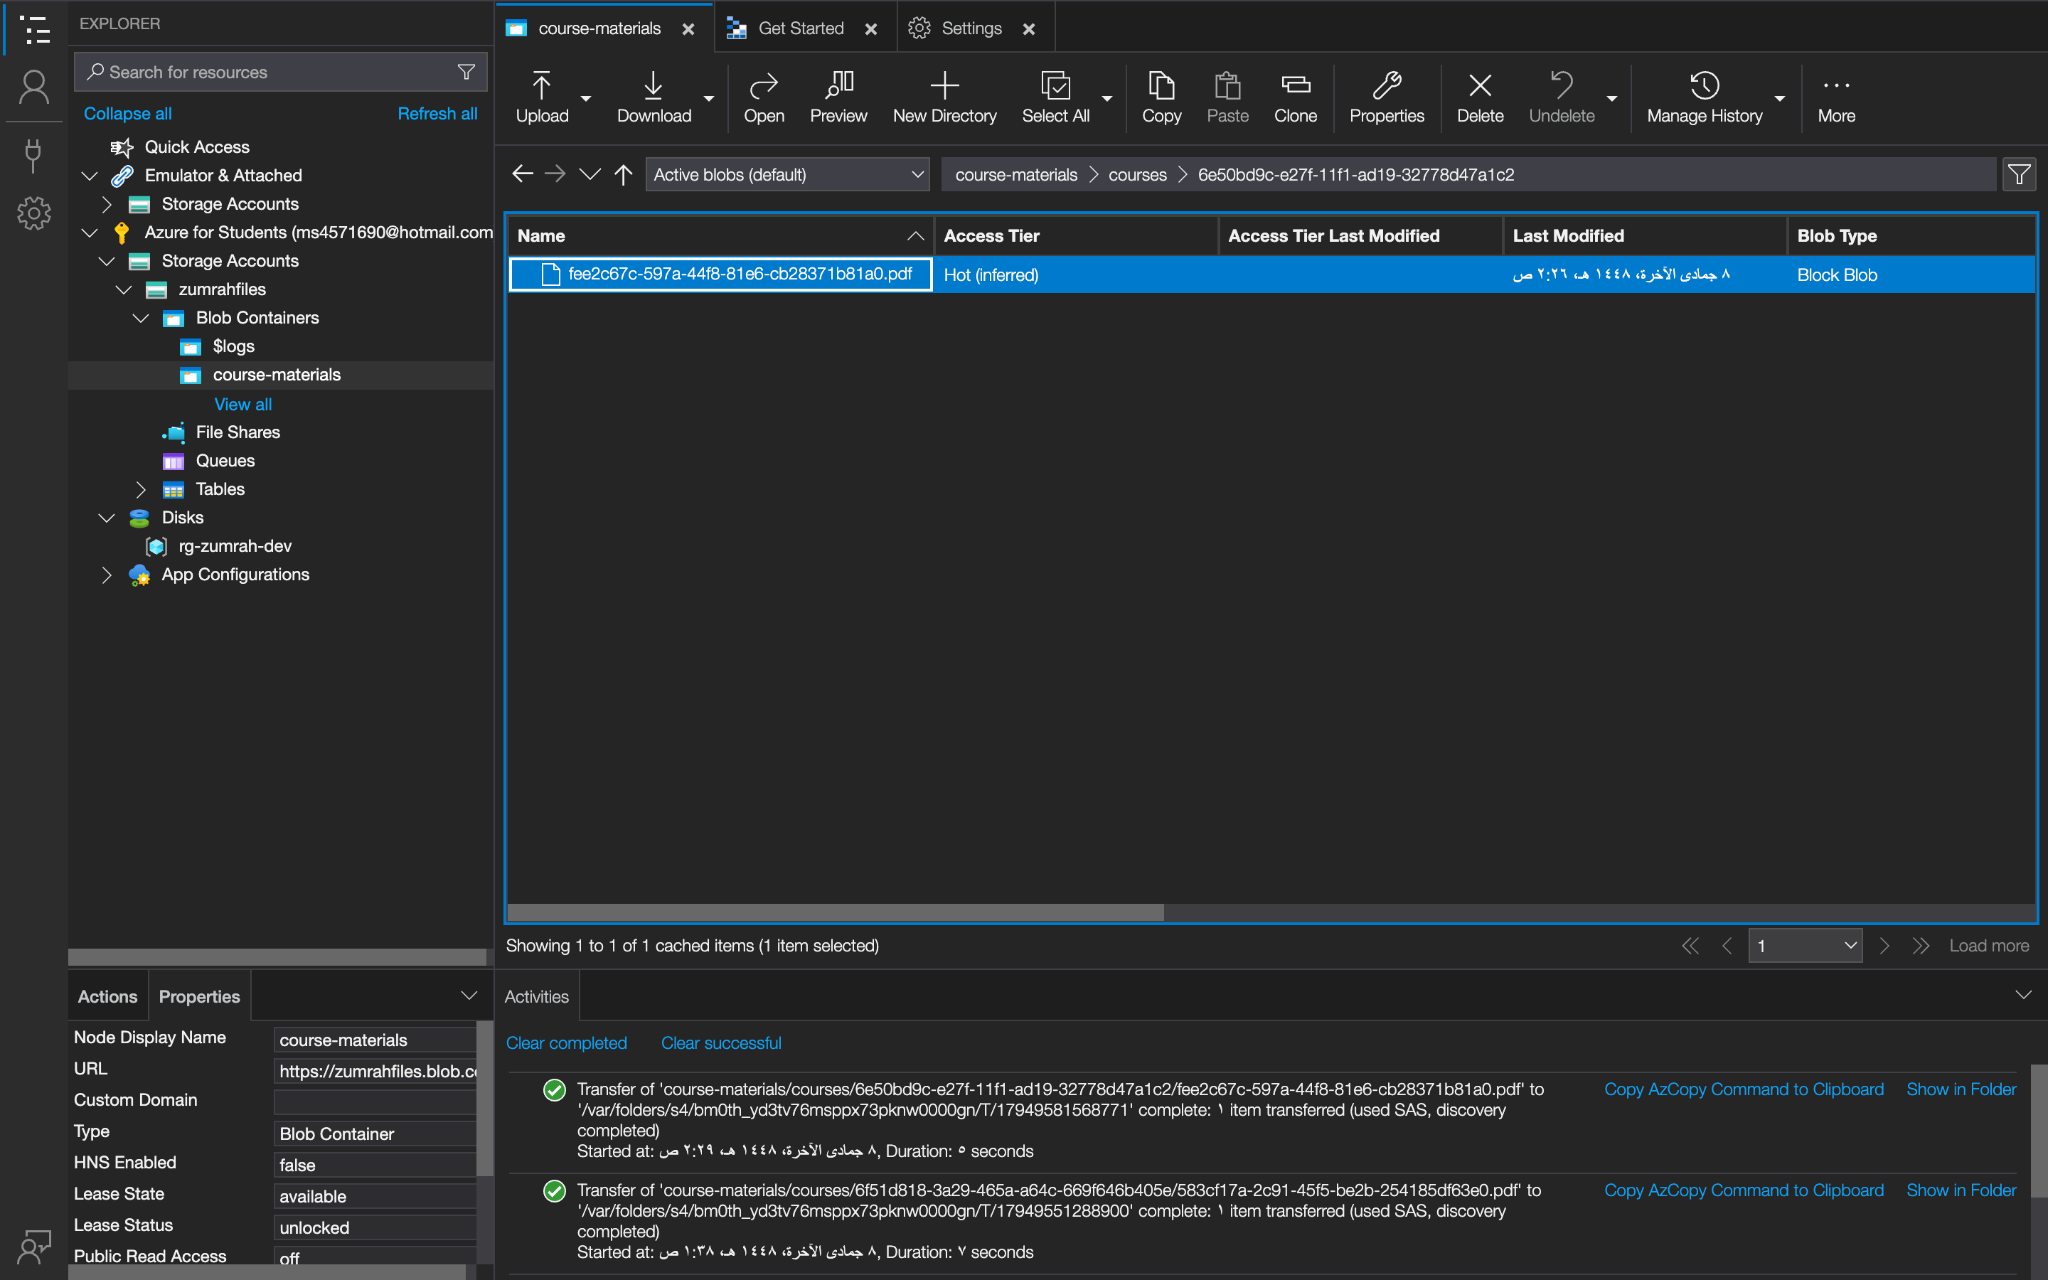 EXPLORER
Search for resources
Collapse all
Refresh all
Quick Access
Emulator & Attached
Storage Accounts
Azure for Students (ms4571690@hotmail.com
Storage Accounts
zumrahfiles
Blob Containers
$logs
course-materials
View all
File Shares
Queues
Tables
Disks
rg-zumrah-dev
App Configurations
Actions
Properties
Node Display Name
course-materials
URL
https://zumrahfiles.blob.c
Custom Domain
Type
Blob Container
HNS Enabled
false
Lease State
available
Lease Status
unlocked
Public Read Access
off
course-materials
Get Started
Settings
Upload
Download
Open
Preview
New Directory
Select All
Copy
Paste
Clone
Properties
Delete
Undelete
Manage History
More
Active blobs (default)
course-materials > courses > 6e50bd9c-e27f-11f1-ad19-32778d47a1c2
Name
Access Tier
Access Tier Last Modified
Last Modified
Blob Type
fee2c67c-597a-44f8-81e6-cb28371b81a0.pdf
Hot (inferred)
٨ جمادى الآخرة، ١٤٤٨ هـ، ٢:٢٦ ص
Block Blob
Showing 1 to 1 of 1 cached items (1 item selected)
1
Load more
Activities
Clear completed
Clear successful
Transfer of 'course-materials/courses/6e50bd9c-e27f-11f1-ad19-32778d47a1c2/fee2c67c-597a-44f8-81e6-cb28371b81a0.pdf' to
'/var/folders/s4/bm0th_yd3tv76msppx73pknw0000gn/T/17949581568771' complete: ١ item transferred (used SAS, discovery
completed)
Started at: ٨ جمادى الآخرة، ١٤٤٨ هـ، ٢:٢٩ ص, Duration: ٥ seconds
Copy AzCopy Command to Clipboard
Show in Folder
Transfer of 'course-materials/courses/6f51d818-3a29-465a-a64c-669f646b405e/583cf17a-2c91-45f5-be2b-254185df63e0.pdf' to
'/var/folders/s4/bm0th_yd3tv76msppx73pknw0000gn/T/17949551288900' complete: ١ item transferred (used SAS, discovery
completed)
Started at: ٨ جمادى الآخرة، ١٤٤٨ هـ، ١:٣٨ ص, Duration: ٧ seconds
Copy AzCopy Command to Clipboard
Show in Folder